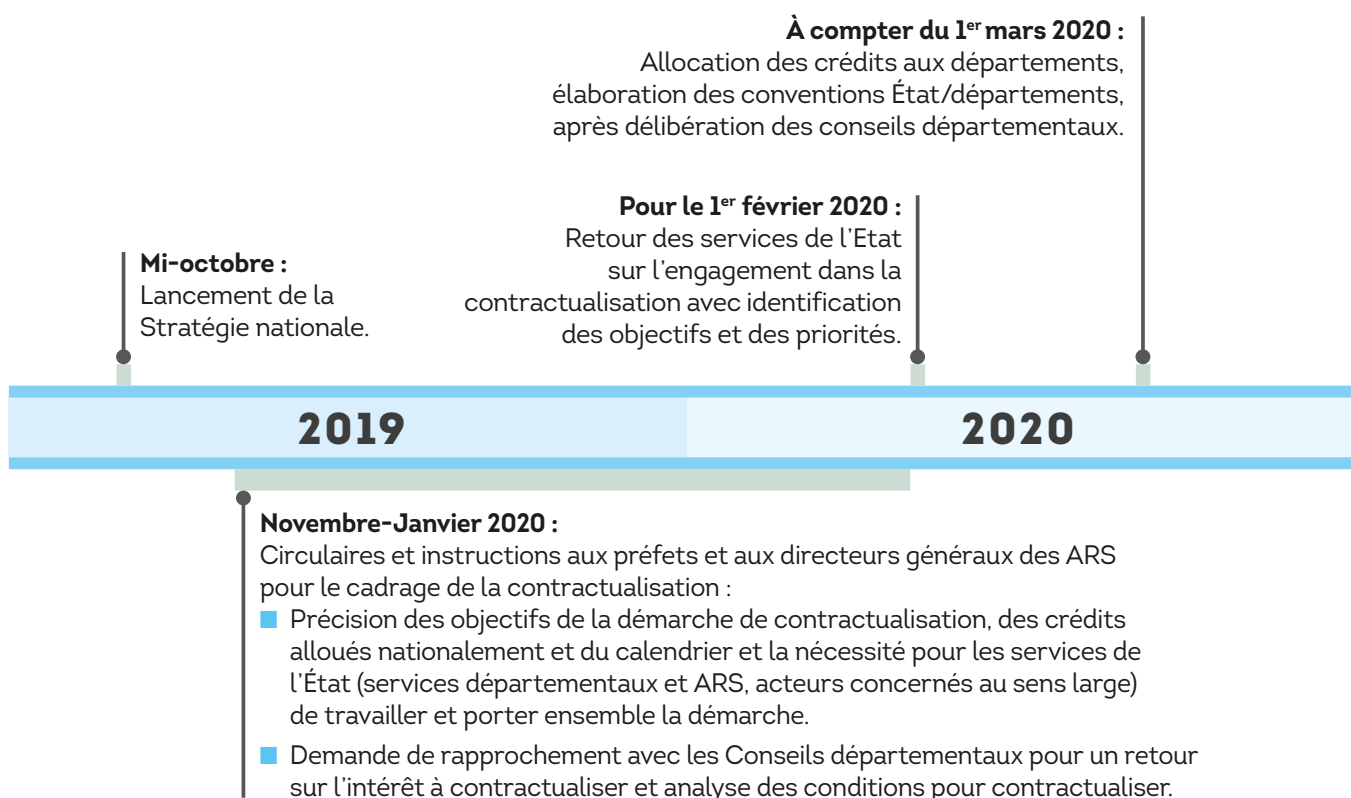 À compter du 1er mars 2020 :
Allocation des crédits aux départements,
élaboration des conventions État/départements,
après délibération des conseils départementaux.
Pour le 1er février 2020 :
Retour des services de l'Etat
sur l'engagement dans la
contractualisation avec identification
des objectifs et des priorités.
Mi-octobre :
Lancement de la
Stratégie nationale.
2019
2020
Novembre-Janvier 2020 :
Circulaires et instructions aux préfets et aux directeurs généraux des ARS
pour le cadrage de la contractualisation :
■ Précision des objectifs de la démarche de contractualisation, des crédits
alloués nationalement et du calendrier et la nécessité pour les services de
l'État (services départementaux et ARS, acteurs concernés au sens large)
de travailler et porter ensemble la démarche.
■ Demande de rapprochement avec les Conseils départementaux pour un retour
sur l'intérêt à contractualiser et analyse des conditions pour contractualiser.